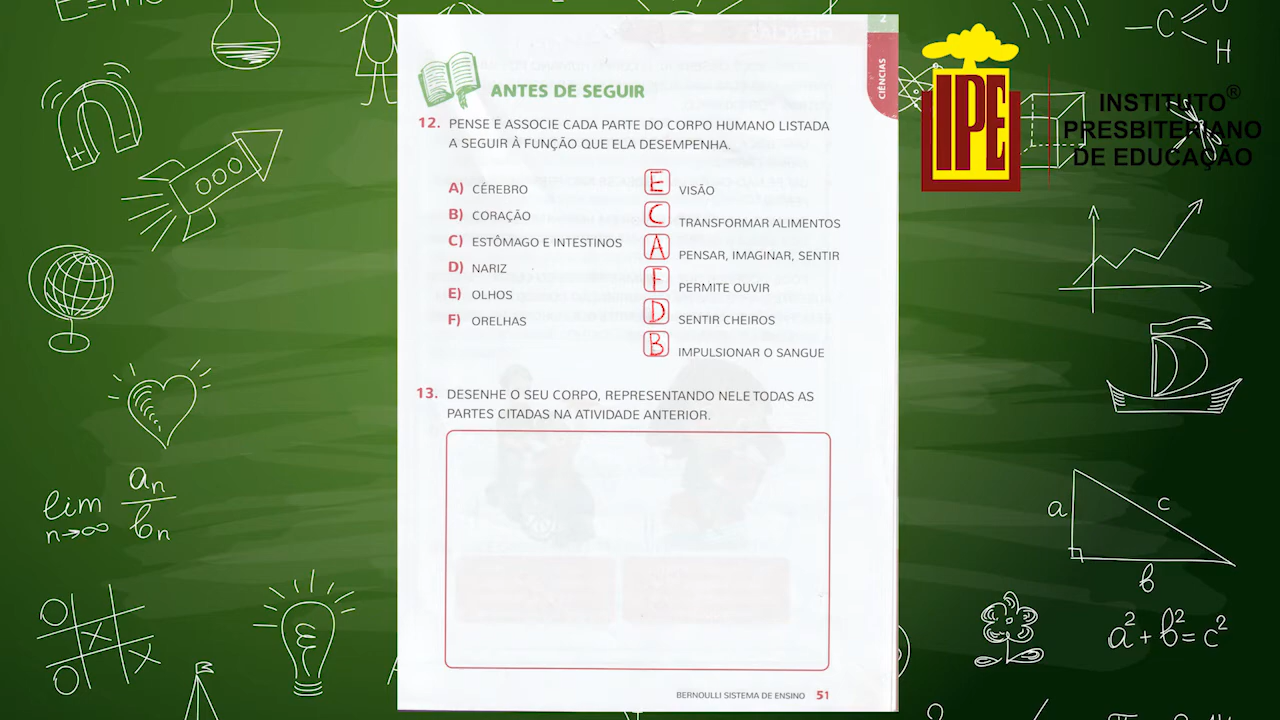 2
CIÊNCIAS
ANTES DE SEGUIR
12. PENSE E ASSOCIE CADA PARTE DO CORPO HUMANO LISTADA
A SEGUIR À FUNÇÃO QUE ELA DESEMPENHA.
A) CÉREBRO
B) CORAÇÃO
C) ESTÔMAGO E INTESTINOS
D) NARIZ
E) OLHOS
F) ORELHAS
E VISÃO
C TRANSFORMAR ALIMENTOS
A PENSAR, IMAGINAR, SENTIR
F PERMITE OUVIR
D SENTIR CHEIROS
B IMPULSIONAR O SANGUE
13. DESENHE O SEU CORPO, REPRESENTANDO NELE TODAS AS
PARTES CITADAS NA ATIVIDADE ANTERIOR.
BERNOULLI SISTEMA DE ENSINO 51
IPE
INSTITUTO®
PRESBITERIANO
DE EDUCAÇÃO
C
H
a
c
b
a²+b²=c²
lim
n→∞
an
bn